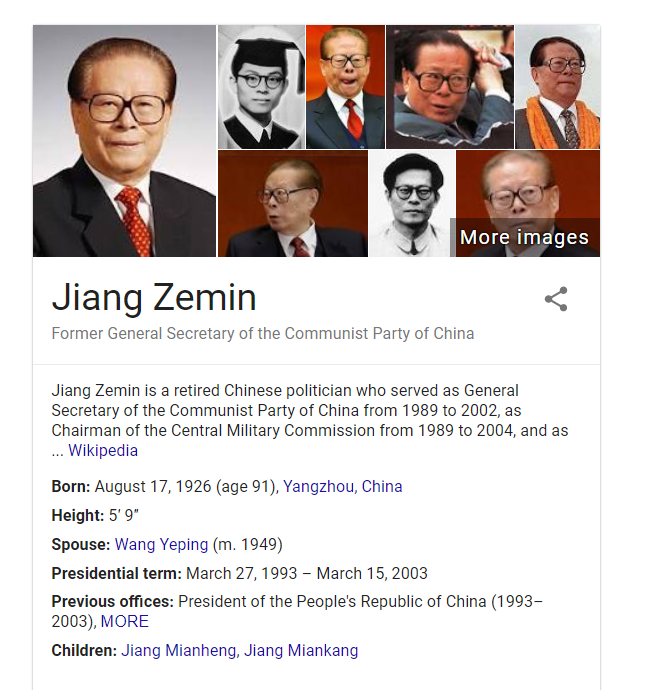 More images
Jiang Zemin
Former General Secretary of the Communist Party of China
Jiang Zemin is a retired Chinese politician who served as General
Secretary of the Communist Party of China from 1989 to 2002, as
Chairman of the Central Military Commission from 1989 to 2004, and as
... Wikipedia
Born: August 17, 1926 (age 91), Yangzhou, China
Height: 5′ 9″
Spouse: Wang Yeping (m. 1949)
Presidential term: March 27, 1993 – March 15, 2003
Previous offices: President of the People's Republic of China (1993–
2003), MORE
Children: Jiang Mianheng, Jiang Miankang